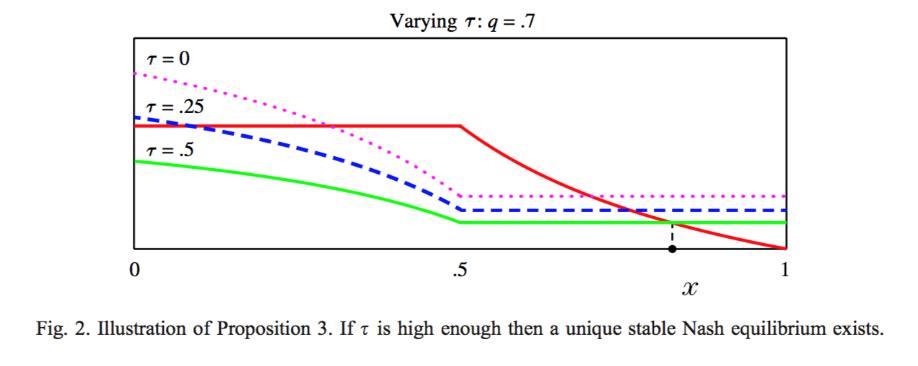 Varying τ: q = .7
τ = 0
τ = .25
τ = .5
0 .5 1
x
Fig. 2. Illustration of Proposition 3. If τ is high enough then a unique stable Nash equilibrium exists.